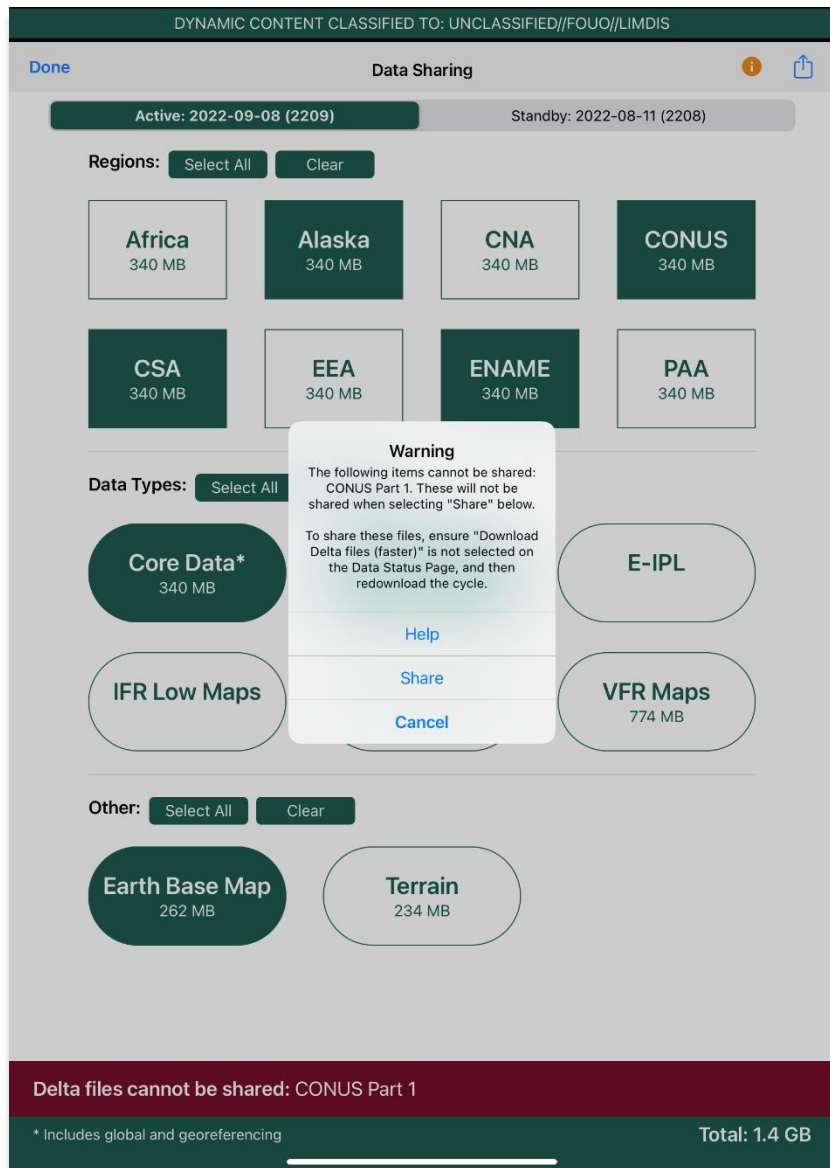 DYNAMIC CONTENT CLASSIFIED TO: UNCLASSIFIED//FOUO//LIMDIS
Done
Data Sharing
Active: 2022-09-08 (2209)
Standby: 2022-08-11 (2208)
Regions:
Select All
Clear
Africa
340 MB
Alaska
340 MB
CNA
340 MB
CONUS
340 MB
CSA
340 MB
EEA
340 MB
ENAME
340 MB
PAA
340 MB
Data Types:
Select All
Core Data*
340 MB
E-IPL
IFR Low Maps
VFR Maps
774 MB
Warning
The following items cannot be shared:
CONUS Part 1. These will not be
shared when selecting "Share" below.
To share these files, ensure "Download
Delta files (faster)" is not selected on
the Data Status Page, and then
redownload the cycle.
Help
Share
Cancel
Other:
Select All
Clear
Earth Base Map
262 MB
Terrain
234 MB
Delta files cannot be shared: CONUS Part 1
* Includes global and georeferencing
Total: 1.4 GB